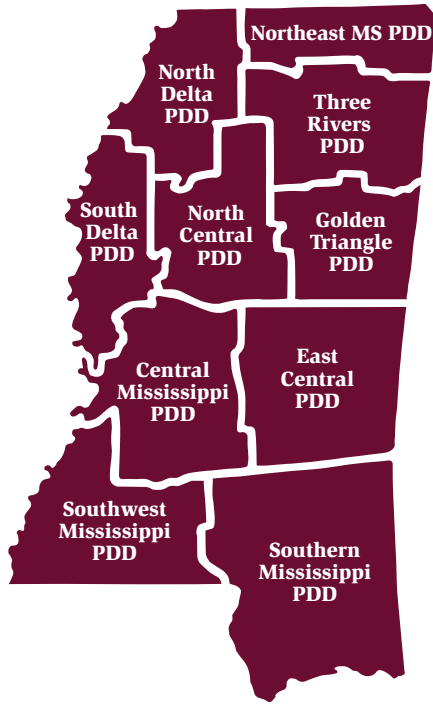 Northeast MS PDD
North
Delta
PDD
Three
Rivers
PDD
South
Delta
PDD
North
Central
PDD
Golden
Triangle
PDD
Central
Mississippi
PDD
East
Central
PDD
Southwest
Mississippi
PDD
Southern
Mississippi
PDD